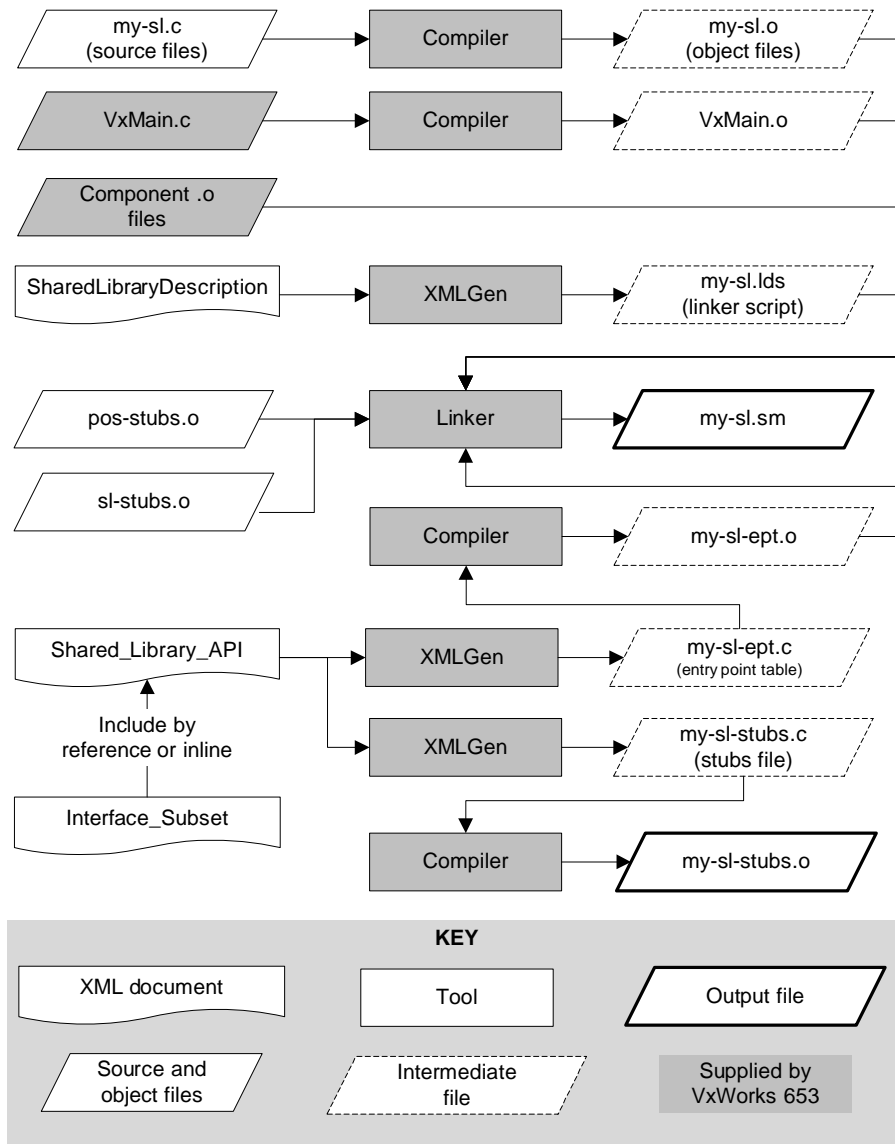 my-sl.c
(source files)
Compiler
my-sl.o
(object files)
VxMain.c
Compiler
VxMain.o
Component .o
files
SharedLibraryDescription
XMLGen
my-sl.lds
(linker script)
pos-stubs.o
Linker
my-sl.sm
sl-stubs.o
Compiler
my-sl-ept.o
Shared_Library_API
XMLGen
my-sl-ept.c
(entry point table)
Include by
reference or inline
XMLGen
my-sl-stubs.c
(stubs file)
Interface_Subset
Compiler
my-sl-stubs.o
KEY
XML document
Tool
Output file
Source and
object files
Intermediate
file
Supplied by
VxWorks 653